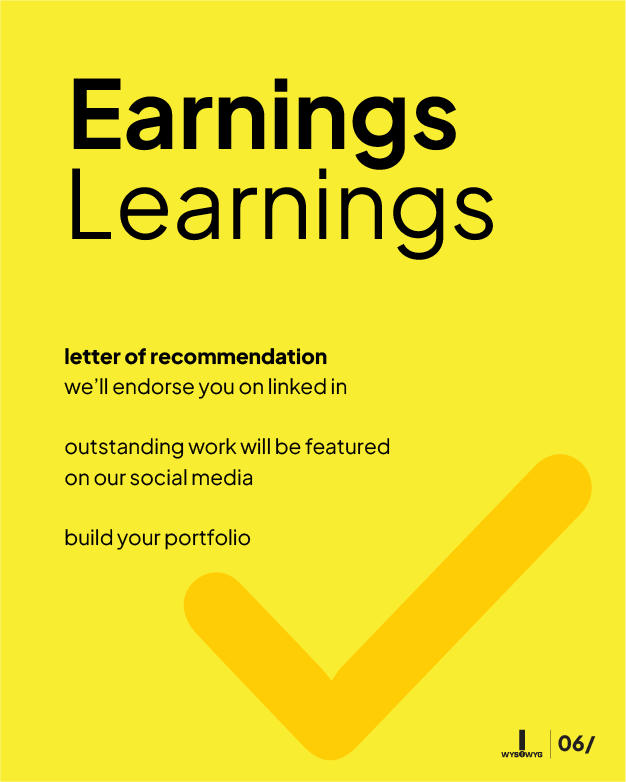 Earnings
Learnings
letter of recommendation
we’ll endorse you on linked in
outstanding work will be featured
on our social media
build your portfolio
WYSIWYG
06/